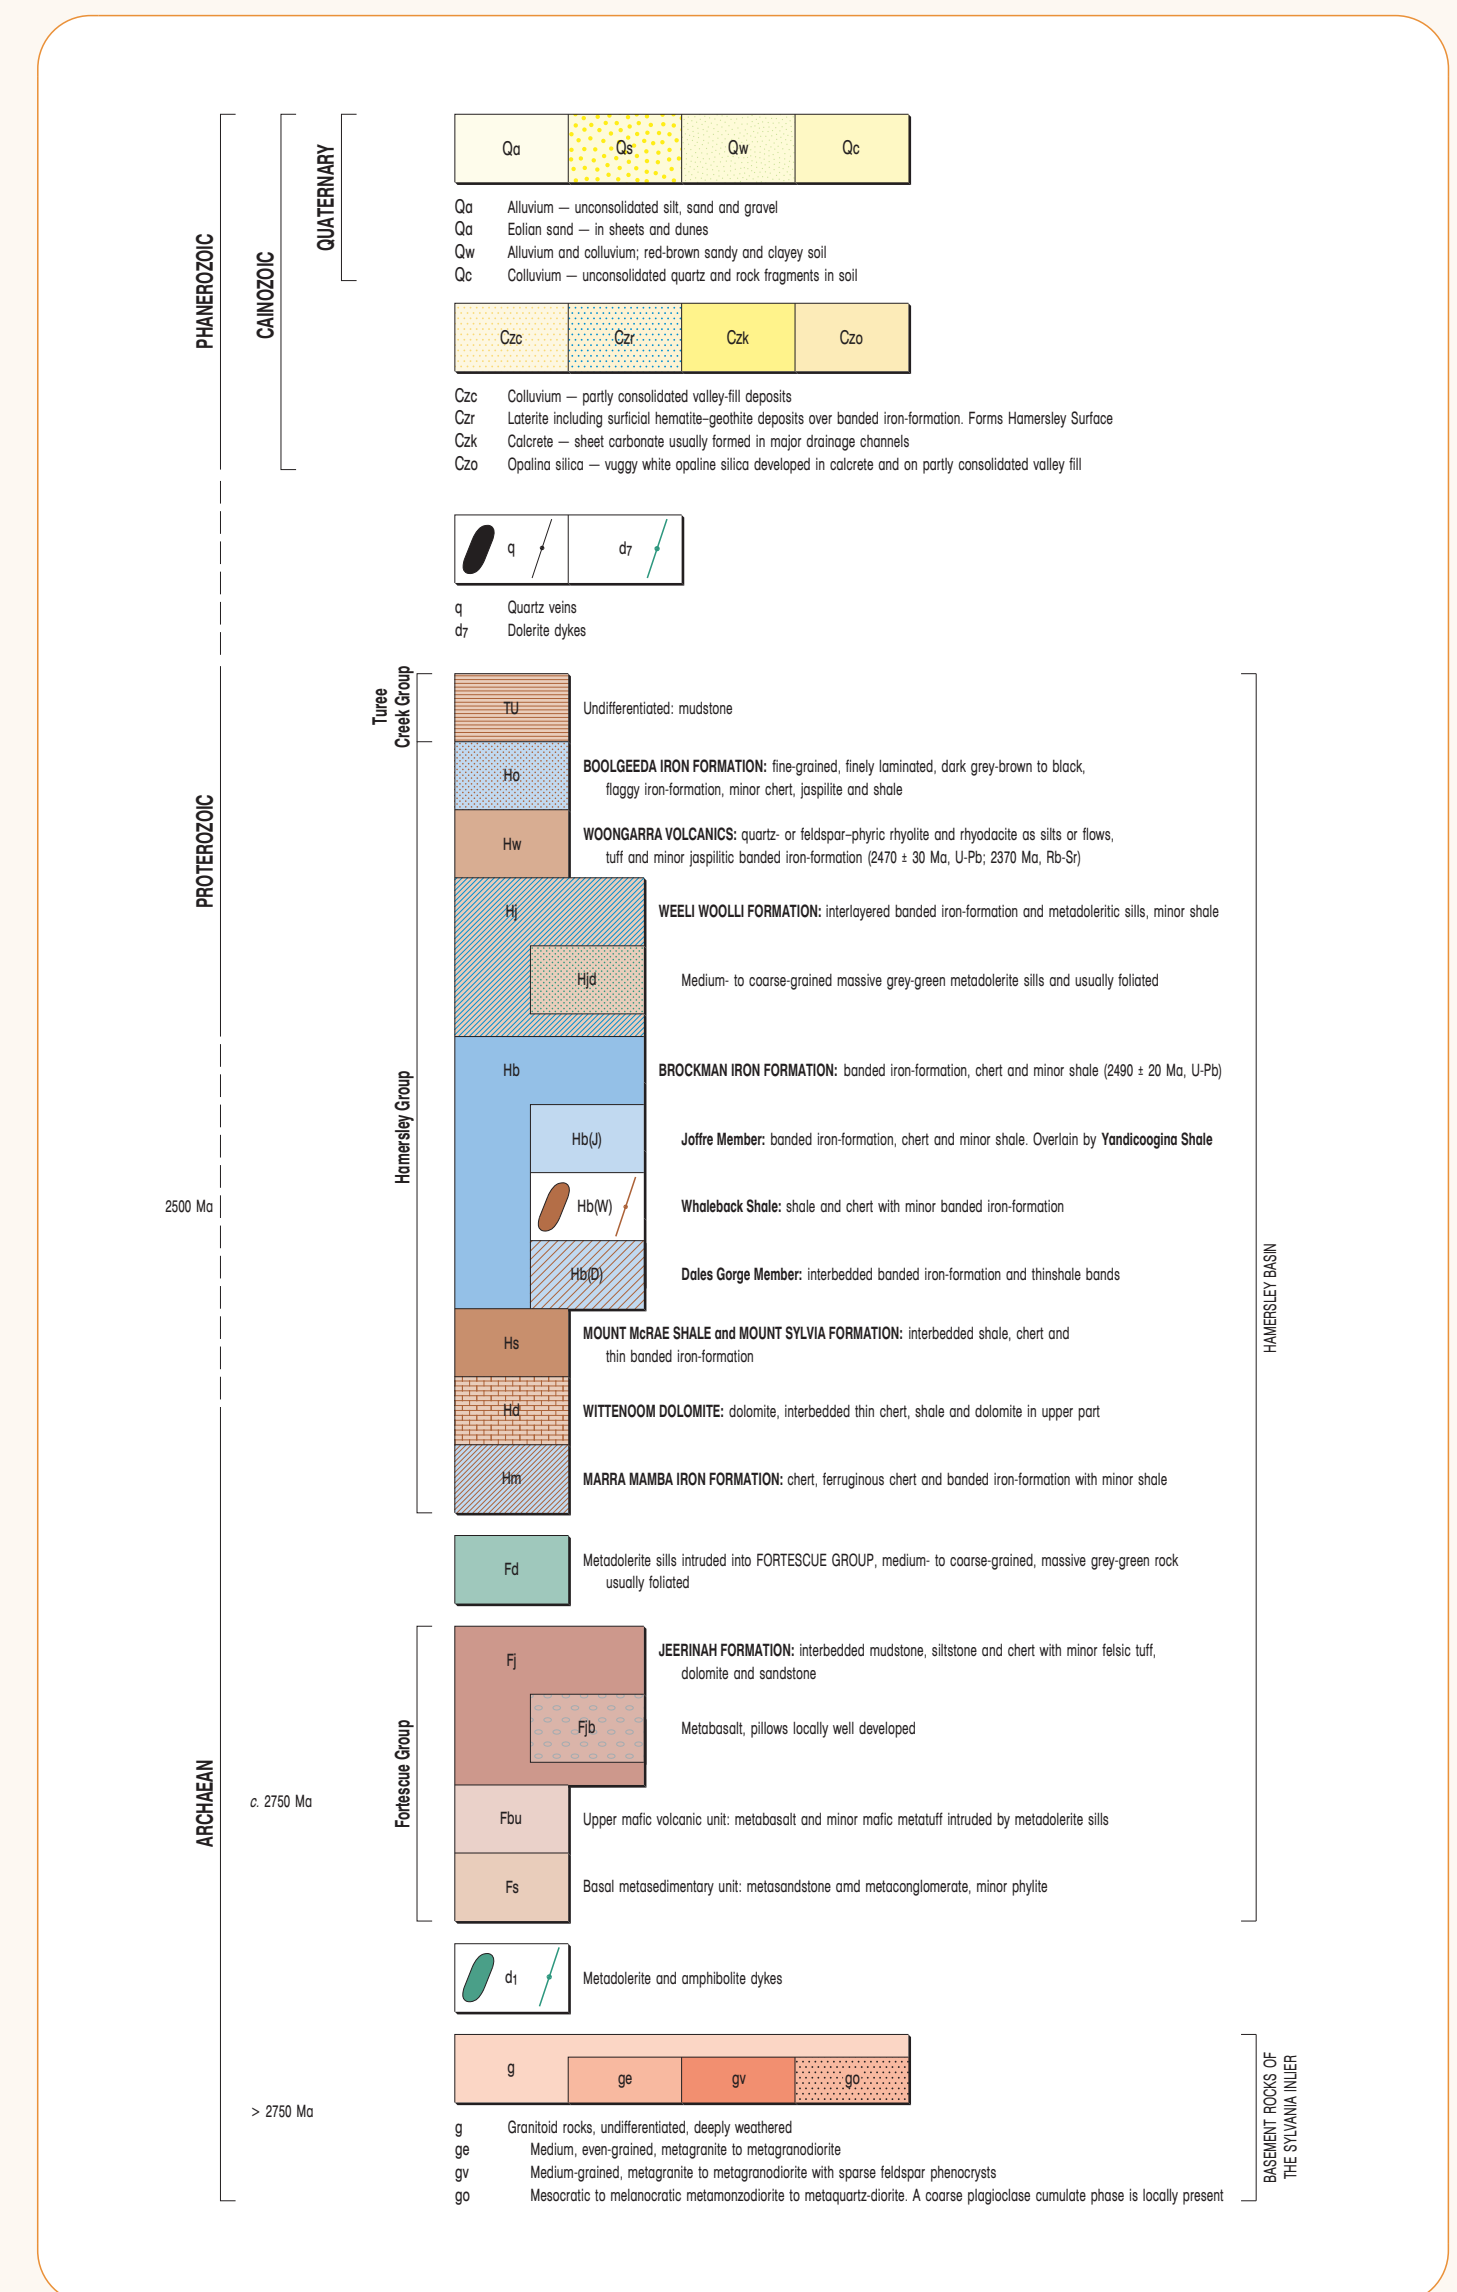 PHANEROZOIC
CAINOZOIC
QUATERNARY
Qa Qs Qw Qc
Qa Alluvium — unconsolidated silt, sand and gravel
Qa Eolian sand — in sheets and dunes
Qw Alluvium and colluvium; red-brown sandy and clayey soil
Qc Colluvium — unconsolidated quartz and rock fragments in soil
Czc Czr Czk Czo
Czc Colluvium — partly consolidated valley-fill deposits
Czr Laterite including surficial hematite–geothite deposits over banded iron-formation. Forms Hamersley Surface
Czk Calcrete — sheet carbonate usually formed in major drainage channels
Czo Opalina silica — vuggy white opaline silica developed in calcrete and on partly consolidated valley fill
q d7
q Quartz veins
d7 Dolerite dykes
PROTEROZOIC
Turee
Creek Group
TU Undifferentiated: mudstone
Hamersley Group
Ho BOOLGEEDA IRON FORMATION: fine-grained, finely laminated, dark grey-brown to black,
flaggy iron-formation, minor chert, jaspilite and shale
Hw WOONGARRA VOLCANICS: quartz- or feldspar–phyric rhyolite and rhyodacite as silts or flows,
tuff and minor jaspilitic banded iron-formation (2470 ± 30 Ma, U-Pb; 2370 Ma, Rb-Sr)
Hj WEELI WOOLLI FORMATION: interlayered banded iron-formation and metadoleritic sills, minor shale
Hjd Medium- to coarse-grained massive grey-green metadolerite sills and usually foliated
Hb BROCKMAN IRON FORMATION: banded iron-formation, chert and minor shale (2490 ± 20 Ma, U-Pb)
Hb(J) Joffre Member: banded iron-formation, chert and minor shale. Overlain by Yandicoogina Shale
2500 Ma
Hb(W) Whaleback Shale: shale and chert with minor banded iron-formation
Hb(D) Dales Gorge Member: interbedded banded iron-formation and thinshale bands
HAMERSLEY BASIN
Hs MOUNT McRAE SHALE and MOUNT SYLVIA FORMATION: interbedded shale, chert and
thin banded iron-formation
Hd WITTENOOM DOLOMITE: dolomite, interbedded thin chert, shale and dolomite in upper part
Hm MARRA MAMBA IRON FORMATION: chert, ferruginous chert and banded iron-formation with minor shale
Fd Metadolerite sills intruded into FORTESCUE GROUP, medium- to coarse-grained, massive grey-green rock
usually foliated
ARCHAEAN
Fortescue Group
Fj JEERINAH FORMATION: interbedded mudstone, siltstone and chert with minor felsic tuff,
dolomite and sandstone
Fjb Metabasalt, pillows locally well developed
c. 2750 Ma
Fbu Upper mafic volcanic unit: metabasalt and minor mafic metatuff intruded by metadolerite sills
Fs Basal metasedimentary unit: metasandstone amd metaconglomerate, minor phylite
d1 Metadolerite and amphibolite dykes
g ge gv go
> 2750 Ma
g Granitoid rocks, undifferentiated, deeply weathered
ge Medium, even-grained, metagranite to metagranodiorite
gv Medium-grained, metagranite to metagranodiorite with sparse feldspar phenocrysts
go Mesocratic to melanocratic metamonzodiorite to metaquartz-diorite. A coarse plagioclase cumulate phase is locally present
BASEMENT ROCKS OF
THE SYLVANIA INLIER